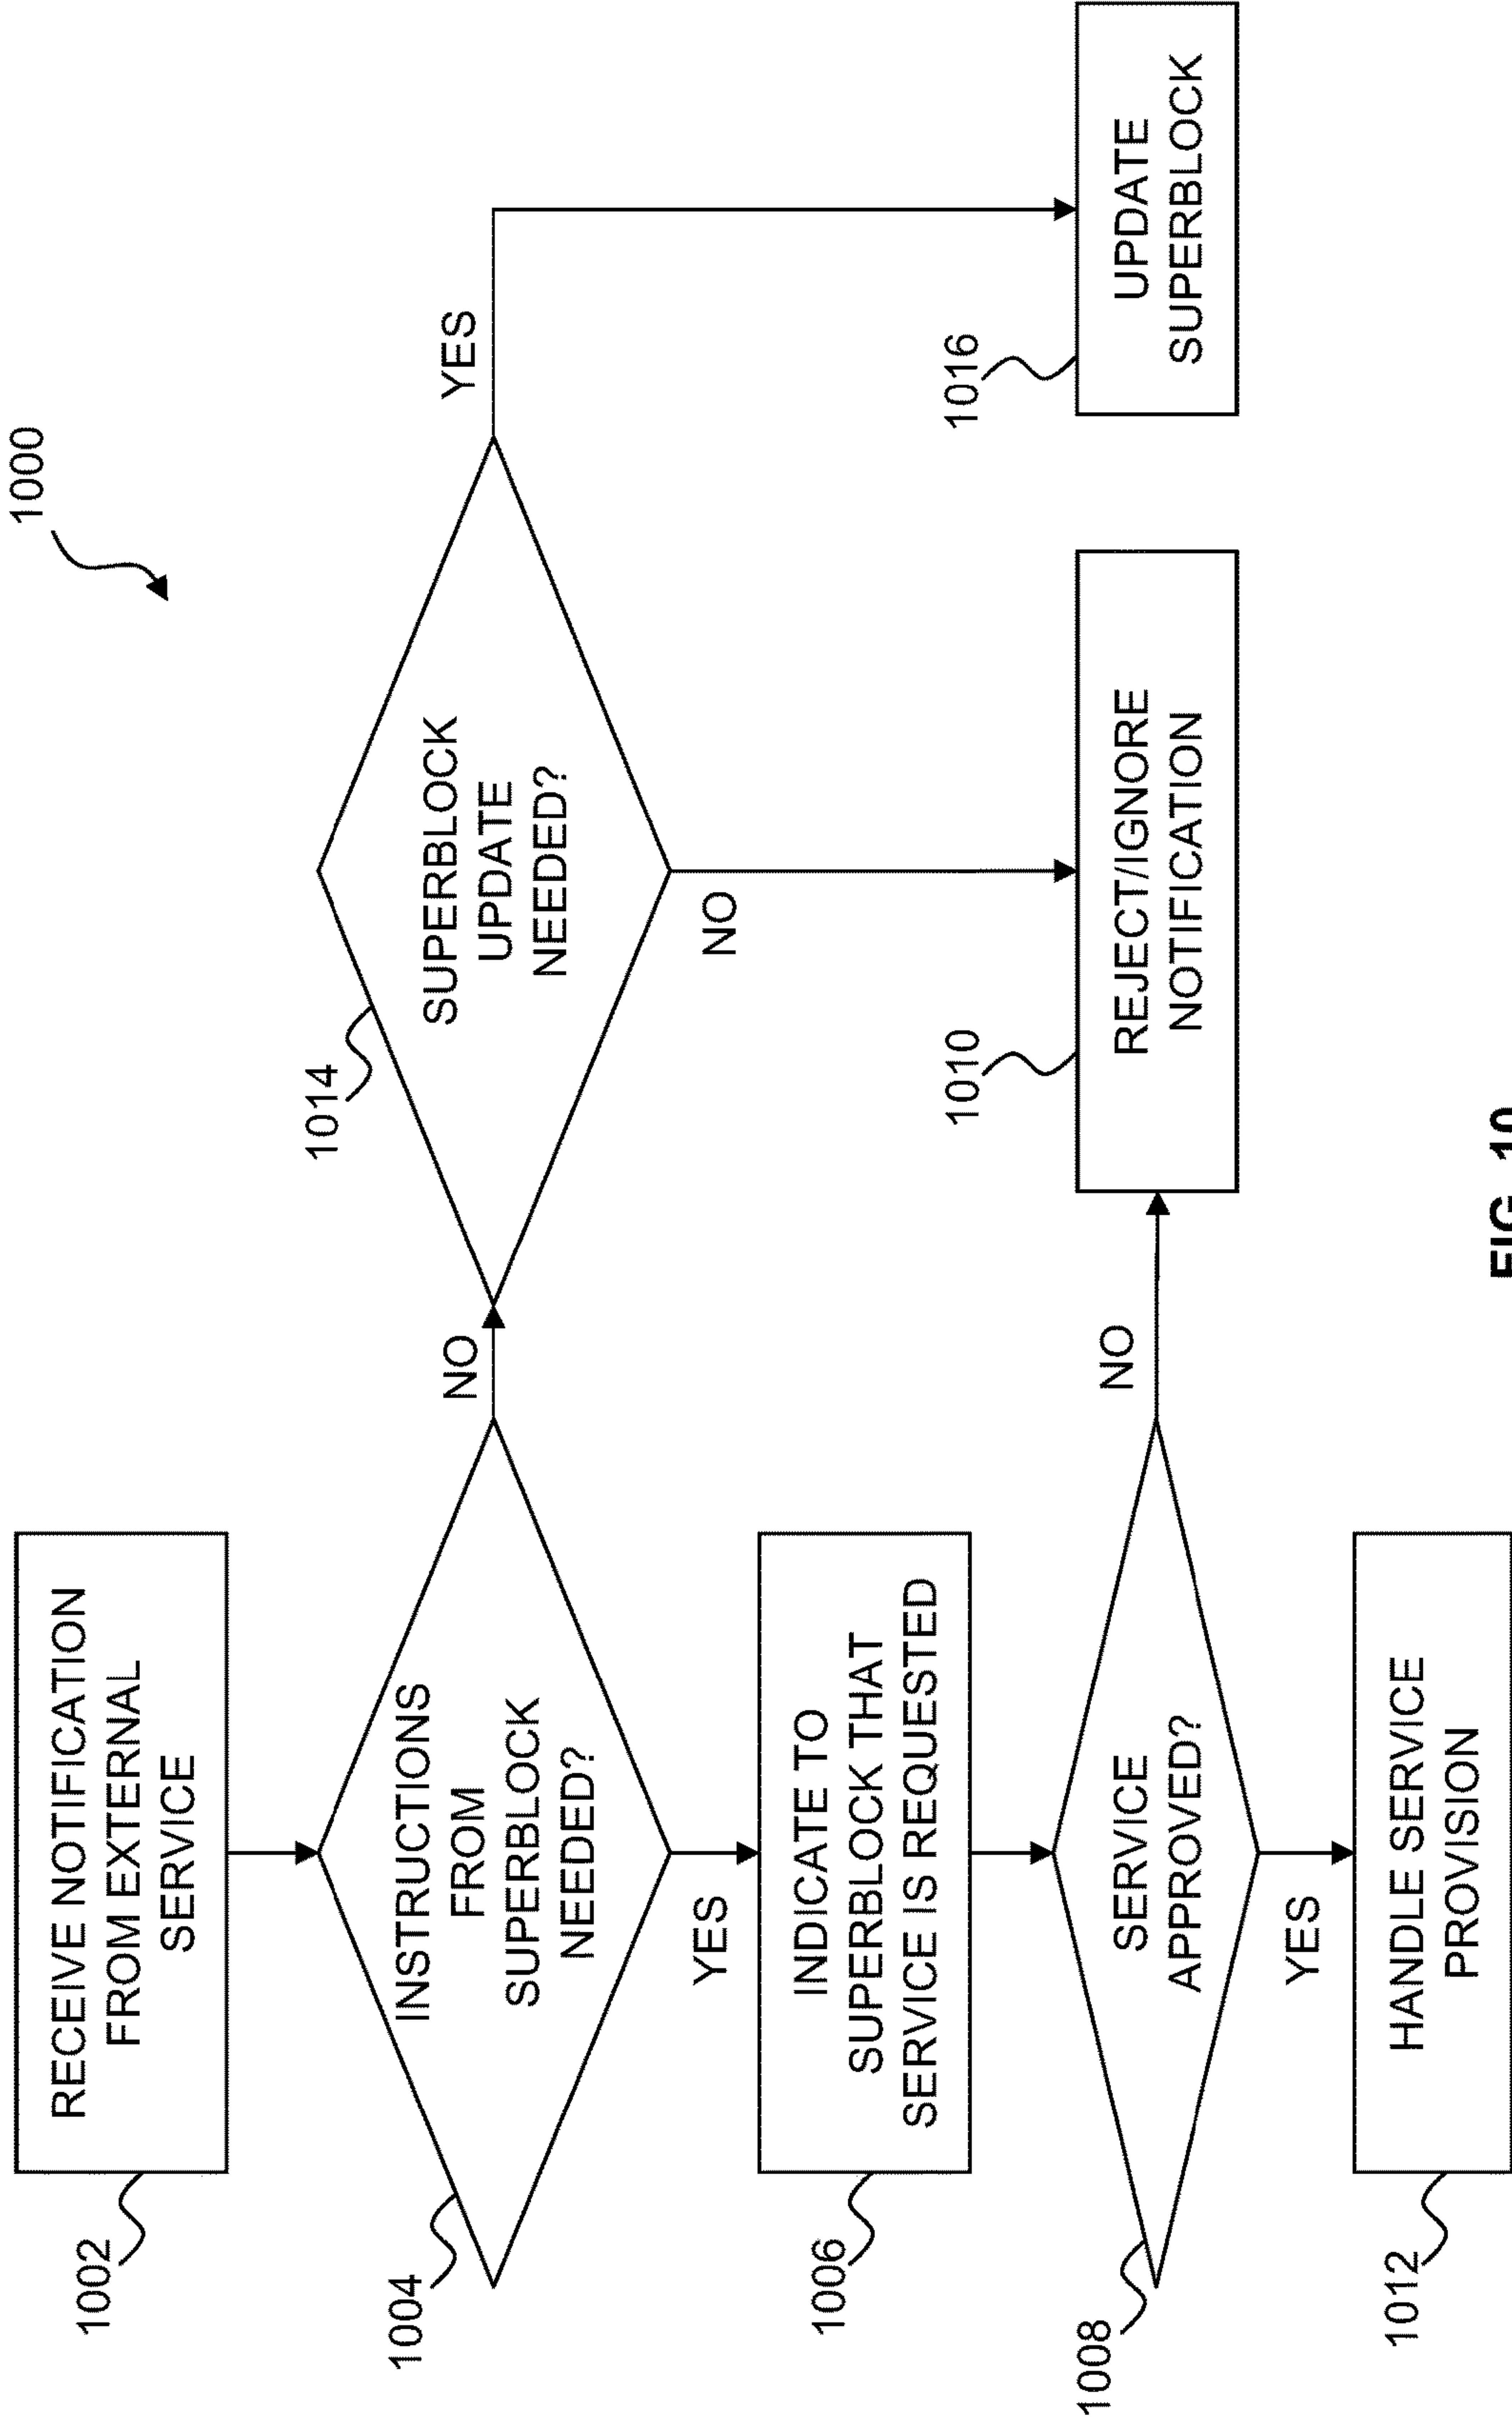 1000
1002
RECEIVE NOTIFICATION
FROM EXTERNAL
SERVICE
1004
INSTRUCTIONS
FROM
SUPERBLOCK
NEEDED?
NO
1014
SUPERBLOCK
UPDATE
NEEDED?
YES
YES
NO
1006
INDICATE TO
SUPERBLOCK THAT
SERVICE IS REQUESTED
1008
SERVICE
APPROVED?
NO
1010
REJECT/IGNORE
NOTIFICATION
1016
UPDATE
SUPERBLOCK
YES
1012
HANDLE SERVICE
PROVISION
FIG. 10